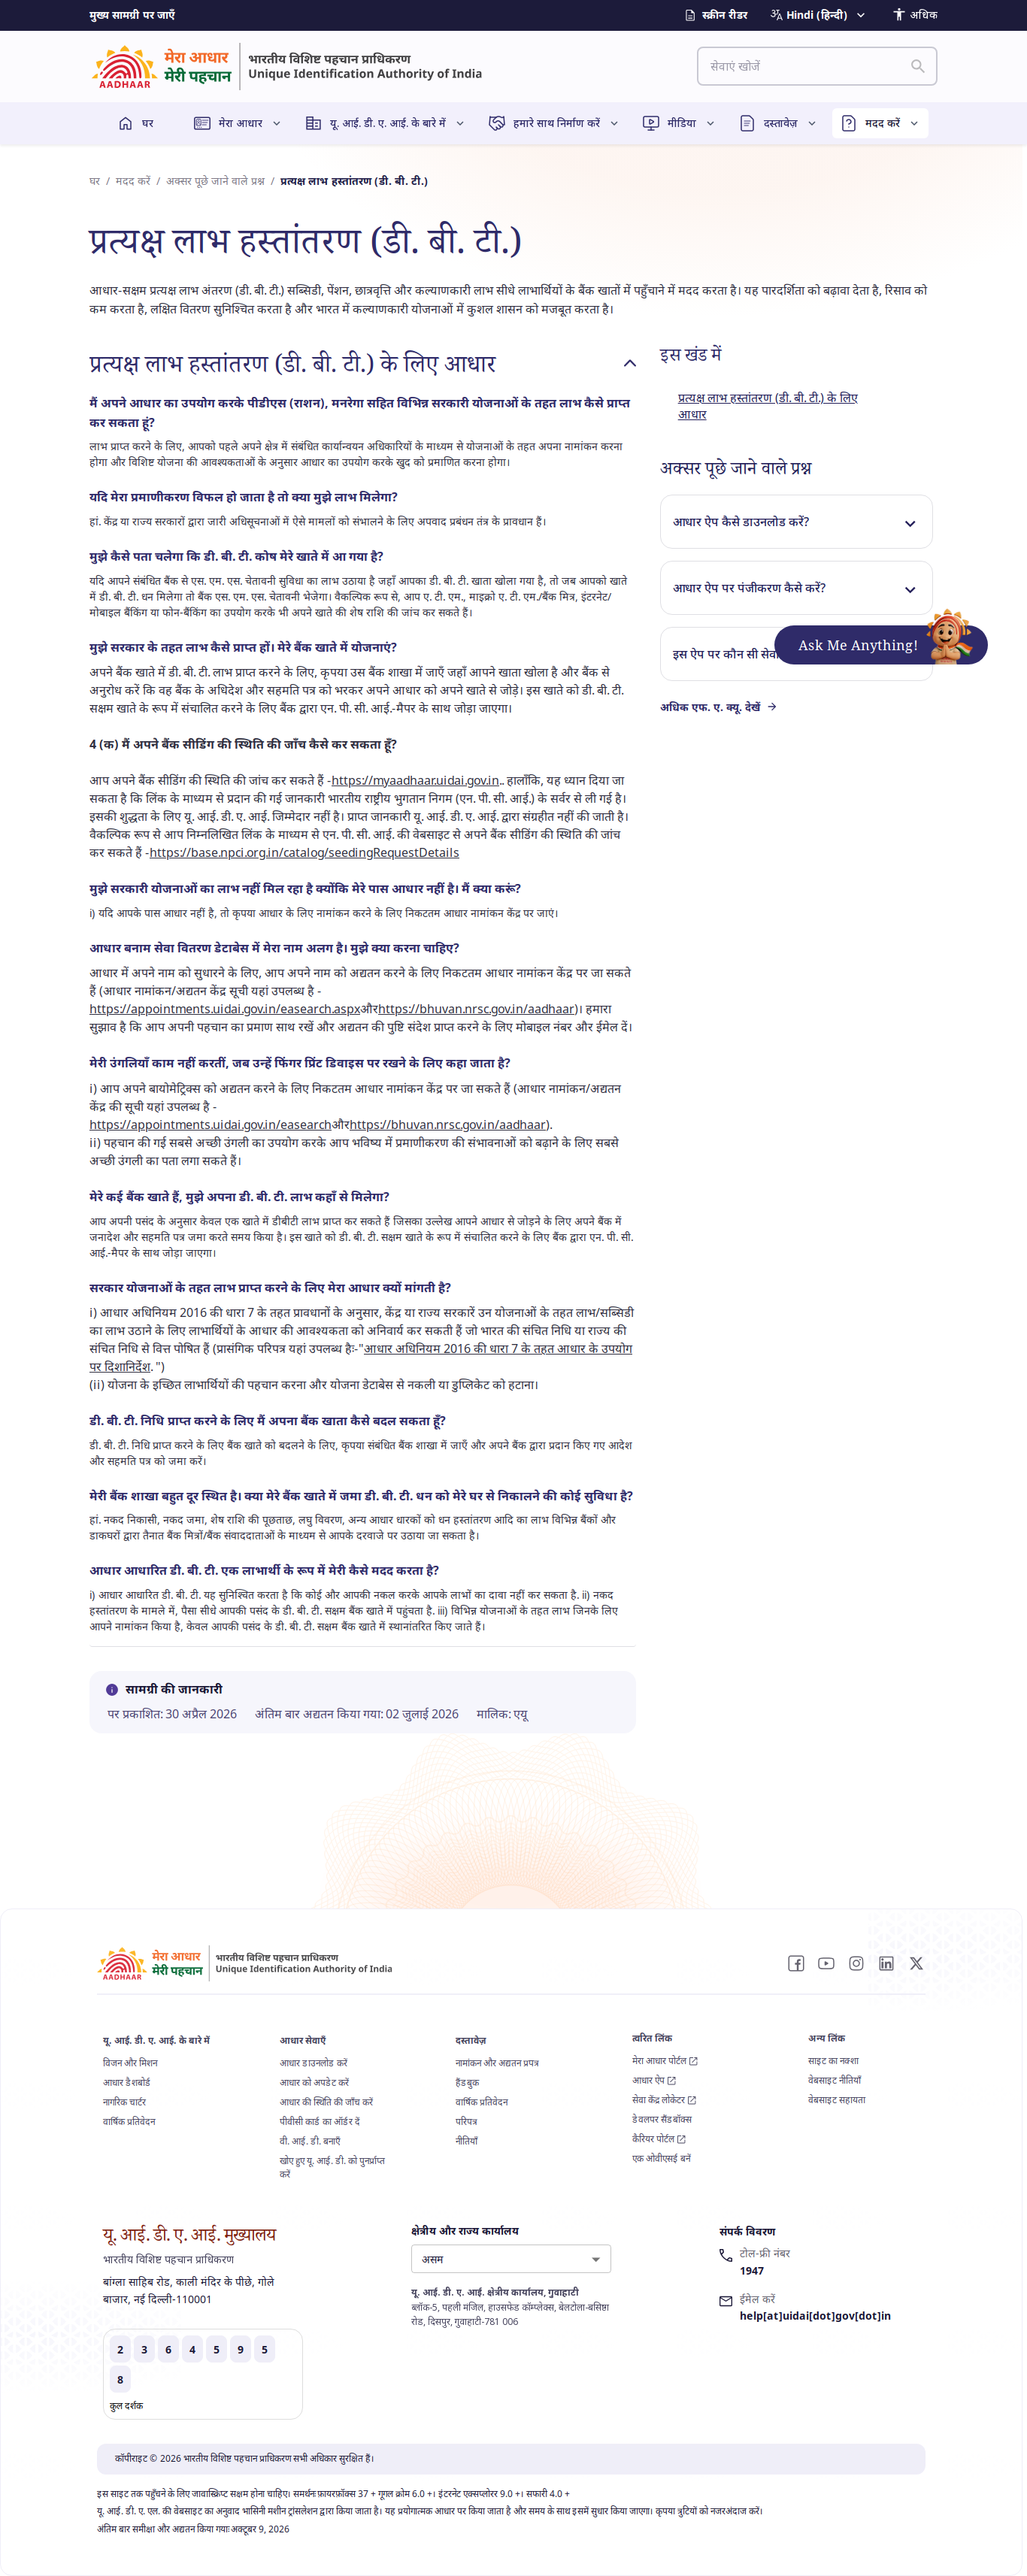 मुख्य सामग्री पर जाएँ
स्क्रीन रीडर
Hindi (हिन्दी)
अधिक
मेरा आधार
मेरी पहचान
AADHAAR
भारतीय विशिष्ट पहचान प्राधिकरण
Unique Identification Authority of India
सेवाएं खोजें
घर
मेरा आधार
यू. आई. डी. ए. आई. के बारे में
हमारे साथ निर्माण करें
मीडिया
दस्तावेज़
मदद करें
घर / मदद करें / अक्सर पूछे जाने वाले प्रश्न / प्रत्यक्ष लाभ हस्तांतरण (डी. बी. टी.)
प्रत्यक्ष लाभ हस्तांतरण (डी. बी. टी.)
आधार-सक्षम प्रत्यक्ष लाभ अंतरण (डी. बी. टी.) सब्सिडी, पेंशन, छात्रवृत्ति और कल्याणकारी लाभ सीधे लाभार्थियों के बैंक खातों में पहुँचाने में मदद करता है। यह पारदर्शिता को बढ़ावा देता है, रिसाव को
कम करता है, लक्षित वितरण सुनिश्चित करता है और भारत में कल्याणकारी योजनाओं में कुशल शासन को मजबूत करता है।
प्रत्यक्ष लाभ हस्तांतरण (डी. बी. टी.) के लिए आधार
मैं अपने आधार का उपयोग करके पीडीएस (राशन), मनरेगा सहित विभिन्न सरकारी योजनाओं के तहत लाभ कैसे प्राप्त
कर सकता हूं?
लाभ प्राप्त करने के लिए, आपको पहले अपने क्षेत्र में संबंधित कार्यान्वयन अधिकारियों के माध्यम से योजनाओं के तहत अपना नामांकन करना
होगा और विशिष्ट योजना की आवश्यकताओं के अनुसार आधार का उपयोग करके खुद को प्रमाणित करना होगा।
यदि मेरा प्रमाणीकरण विफल हो जाता है तो क्या मुझे लाभ मिलेगा?
हां. केंद्र या राज्य सरकारों द्वारा जारी अधिसूचनाओं में ऐसे मामलों को संभालने के लिए अपवाद प्रबंधन तंत्र के प्रावधान हैं।
मुझे कैसे पता चलेगा कि डी. बी. टी. कोष मेरे खाते में आ गया है?
यदि आपने संबंधित बैंक से एस. एम. एस. चेतावनी सुविधा का लाभ उठाया है जहाँ आपका डी. बी. टी. खाता खोला गया है, तो जब आपको खाते
में डी. बी. टी. धन मिलेगा तो बैंक एस. एम. एस. चेतावनी भेजेगा। वैकल्पिक रूप से, आप ए. टी. एम., माइक्रो ए. टी. एम./बैंक मित्र, इंटरनेट/
मोबाइल बैंकिंग या फोन-बैंकिंग का उपयोग करके भी अपने खाते की शेष राशि की जांच कर सकते हैं।
मुझे सरकार के तहत लाभ कैसे प्राप्त हों। मेरे बैंक खाते में योजनाएं?
अपने बैंक खाते में डी. बी. टी. लाभ प्राप्त करने के लिए, कृपया उस बैंक शाखा में जाएँ जहाँ आपने खाता खोला है और बैंक से
अनुरोध करें कि वह बैंक के अधिदेश और सहमति पत्र को भरकर अपने आधार को अपने खाते से जोड़े। इस खाते को डी. बी. टी.
सक्षम खाते के रूप में संचालित करने के लिए बैंक द्वारा एन. पी. सी. आई.-मैपर के साथ जोड़ा जाएगा।
4 (क) मैं अपने बैंक सीडिंग की स्थिति की जाँच कैसे कर सकता हूँ?
आप अपने बैंक सीडिंग की स्थिति की जांच कर सकते हैं -https://myaadhaar.uidai.gov.in.. हालाँकि, यह ध्यान दिया जा
सकता है कि लिंक के माध्यम से प्रदान की गई जानकारी भारतीय राष्ट्रीय भुगतान निगम (एन. पी. सी. आई.) के सर्वर से ली गई है।
इसकी शुद्धता के लिए यू. आई. डी. ए. आई. जिम्मेदार नहीं है। प्राप्त जानकारी यू. आई. डी. ए. आई. द्वारा संग्रहीत नहीं की जाती है।
वैकल्पिक रूप से आप निम्नलिखित लिंक के माध्यम से एन. पी. सी. आई. की वेबसाइट से अपने बैंक सीडिंग की स्थिति की जांच
कर सकते हैं -https://base.npci.org.in/catalog/seedingRequestDetails
मुझे सरकारी योजनाओं का लाभ नहीं मिल रहा है क्योंकि मेरे पास आधार नहीं है। मैं क्या करूं?
i) यदि आपके पास आधार नहीं है, तो कृपया आधार के लिए नामांकन करने के लिए निकटतम आधार नामांकन केंद्र पर जाएं।
आधार बनाम सेवा वितरण डेटाबेस में मेरा नाम अलग है। मुझे क्या करना चाहिए?
आधार में अपने नाम को सुधारने के लिए, आप अपने नाम को अद्यतन करने के लिए निकटतम आधार नामांकन केंद्र पर जा सकते
हैं (आधार नामांकन/अद्यतन केंद्र सूची यहां उपलब्ध है -
https://appointments.uidai.gov.in/easearch.aspxऔरhttps://bhuvan.nrsc.gov.in/aadhaar)। हमारा
सुझाव है कि आप अपनी पहचान का प्रमाण साथ रखें और अद्यतन की पुष्टि संदेश प्राप्त करने के लिए मोबाइल नंबर और ईमेल दें।
मेरी उंगलियाँ काम नहीं करतीं, जब उन्हें फिंगर प्रिंट डिवाइस पर रखने के लिए कहा जाता है?
i) आप अपने बायोमेट्रिक्स को अद्यतन करने के लिए निकटतम आधार नामांकन केंद्र पर जा सकते हैं (आधार नामांकन/अद्यतन
केंद्र की सूची यहां उपलब्ध है -
https://appointments.uidai.gov.in/easearchऔरhttps://bhuvan.nrsc.gov.in/aadhaar).
ii) पहचान की गई सबसे अच्छी उंगली का उपयोग करके आप भविष्य में प्रमाणीकरण की संभावनाओं को बढ़ाने के लिए सबसे
अच्छी उंगली का पता लगा सकते हैं।
मेरे कई बैंक खाते हैं, मुझे अपना डी. बी. टी. लाभ कहाँ से मिलेगा?
आप अपनी पसंद के अनुसार केवल एक खाते में डीबीटी लाभ प्राप्त कर सकते हैं जिसका उल्लेख आपने आधार से जोड़ने के लिए अपने बैंक में
जनादेश और सहमति पत्र जमा करते समय किया है। इस खाते को डी. बी. टी. सक्षम खाते के रूप में संचालित करने के लिए बैंक द्वारा एन. पी. सी.
आई.-मैपर के साथ जोड़ा जाएगा।
सरकार योजनाओं के तहत लाभ प्राप्त करने के लिए मेरा आधार क्यों मांगती है?
i) आधार अधिनियम 2016 की धारा 7 के तहत प्रावधानों के अनुसार, केंद्र या राज्य सरकारें उन योजनाओं के तहत लाभ/सब्सिडी
का लाभ उठाने के लिए लाभार्थियों के आधार की आवश्यकता को अनिवार्य कर सकती हैं जो भारत की संचित निधि या राज्य की
संचित निधि से वित्त पोषित हैं (प्रासंगिक परिपत्र यहां उपलब्ध हैः-"आधार अधिनियम 2016 की धारा 7 के तहत आधार के उपयोग
पर दिशानिर्देश. ")
(ii) योजना के इच्छित लाभार्थियों की पहचान करना और योजना डेटाबेस से नकली या डुप्लिकेट को हटाना।
डी. बी. टी. निधि प्राप्त करने के लिए मैं अपना बैंक खाता कैसे बदल सकता हूँ?
डी. बी. टी. निधि प्राप्त करने के लिए बैंक खाते को बदलने के लिए, कृपया संबंधित बैंक शाखा में जाएँ और अपने बैंक द्वारा प्रदान किए गए आदेश
और सहमति पत्र को जमा करें।
मेरी बैंक शाखा बहुत दूर स्थित है। क्या मेरे बैंक खाते में जमा डी. बी. टी. धन को मेरे घर से निकालने की कोई सुविधा है?
हां. नकद निकासी, नकद जमा, शेष राशि की पूछताछ, लघु विवरण, अन्य आधार धारकों को धन हस्तांतरण आदि का लाभ विभिन्न बैंकों और
डाकघरों द्वारा तैनात बैंक मित्रों/बैंक संवाददाताओं के माध्यम से आपके दरवाजे पर उठाया जा सकता है।
आधार आधारित डी. बी. टी. एक लाभार्थी के रूप में मेरी कैसे मदद करता है?
i) आधार आधारित डी. बी. टी. यह सुनिश्चित करता है कि कोई और आपकी नकल करके आपके लाभों का दावा नहीं कर सकता है. ii) नकद
हस्तांतरण के मामले में, पैसा सीधे आपकी पसंद के डी. बी. टी. सक्षम बैंक खाते में पहुंचता है. iii) विभिन्न योजनाओं के तहत लाभ जिनके लिए
आपने नामांकन किया है, केवल आपकी पसंद के डी. बी. टी. सक्षम बैंक खाते में स्थानांतरित किए जाते हैं।
सामग्री की जानकारी
पर प्रकाशित: 30 अप्रैल 2026
अंतिम बार अद्यतन किया गया: 02 जुलाई 2026
मालिक: एयू
इस खंड में
प्रत्यक्ष लाभ हस्तांतरण (डी. बी. टी.) के लिए
आधार
अक्सर पूछे जाने वाले प्रश्न
आधार ऐप कैसे डाउनलोड करें?
आधार ऐप पर पंजीकरण कैसे करें?
इस ऐप पर कौन सी सेवा
Ask Me Anything!
अधिक एफ. ए. क्यू. देखें
मेरा आधार
मेरी पहचान
AADHAAR
भारतीय विशिष्ट पहचान प्राधिकरण
Unique Identification Authority of India
यू. आई. डी. ए. आई. के बारे में
विजन और मिशन
आधार डैशबोर्ड
नागरिक चार्टर
वार्षिक प्रतिवेदन
आधार सेवाएँ
आधार डाउनलोड करें
आधार को अपडेट करें
आधार की स्थिति की जाँच करें
पीवीसी कार्ड का ऑर्डर दें
वी. आई. डी. बनाएँ
खोए हुए यू. आई. डी. को पुनर्प्राप्त
करें
दस्तावेज़
नामांकन और अद्यतन प्रपत्र
हैंडबुक
वार्षिक प्रतिवेदन
परिपत्र
नीतियाँ
त्वरित लिंक
मेरा आधार पोर्टल
आधार ऐप
सेवा केंद्र लोकेटर
डेवलपर सैंडबॉक्स
कैरियर पोर्टल
एक ओवीएसई बनें
अन्य लिंक
साइट का नक्शा
वेबसाइट नीतियाँ
वेबसाइट सहायता
यू. आई. डी. ए. आई. मुख्यालय
भारतीय विशिष्ट पहचान प्राधिकरण
बांग्ला साहिब रोड, काली मंदिर के पीछे, गोले
बाजार, नई दिल्ली-110001
2 3 6 4 5 9 5
8
कुल दर्शक
क्षेत्रीय और राज्य कार्यालय
असम
यू. आई. डी. ए. आई. क्षेत्रीय कार्यालय, गुवाहाटी
ब्लॉक-5, पहली मंजिल, हाउसफेड कॉम्प्लेक्स, बेलटोला-बसिष्ठा
रोड, दिसपुर, गुवाहाटी-781 006
संपर्क विवरण
टोल-फ्री नंबर
1947
ईमेल करें
help[at]uidai[dot]gov[dot]in
कॉपीराइट © 2026 भारतीय विशिष्ट पहचान प्राधिकरण सभी अधिकार सुरक्षित हैं।
इस साइट तक पहुँचने के लिए जावास्क्रिप्ट सक्षम होना चाहिए। समर्थनः फ़ायरफ़ॉक्स 37 + गूगल क्रोम 6.0 +। इंटरनेट एक्सप्लोरर 9.0 +। सफारी 4.0 +
यू. आई. डी. ए. एल. की वेबसाइट का अनुवाद भासिनी मशीन ट्रांसलेशन द्वारा किया जाता है। यह प्रयोगात्मक आधार पर किया जाता है और समय के साथ इसमें सुधार किया जाएगा। कृपया त्रुटियों को नजरअंदाज करें।
अंतिम बार समीक्षा और अद्यतन किया गयाः अक्टूबर 9, 2026